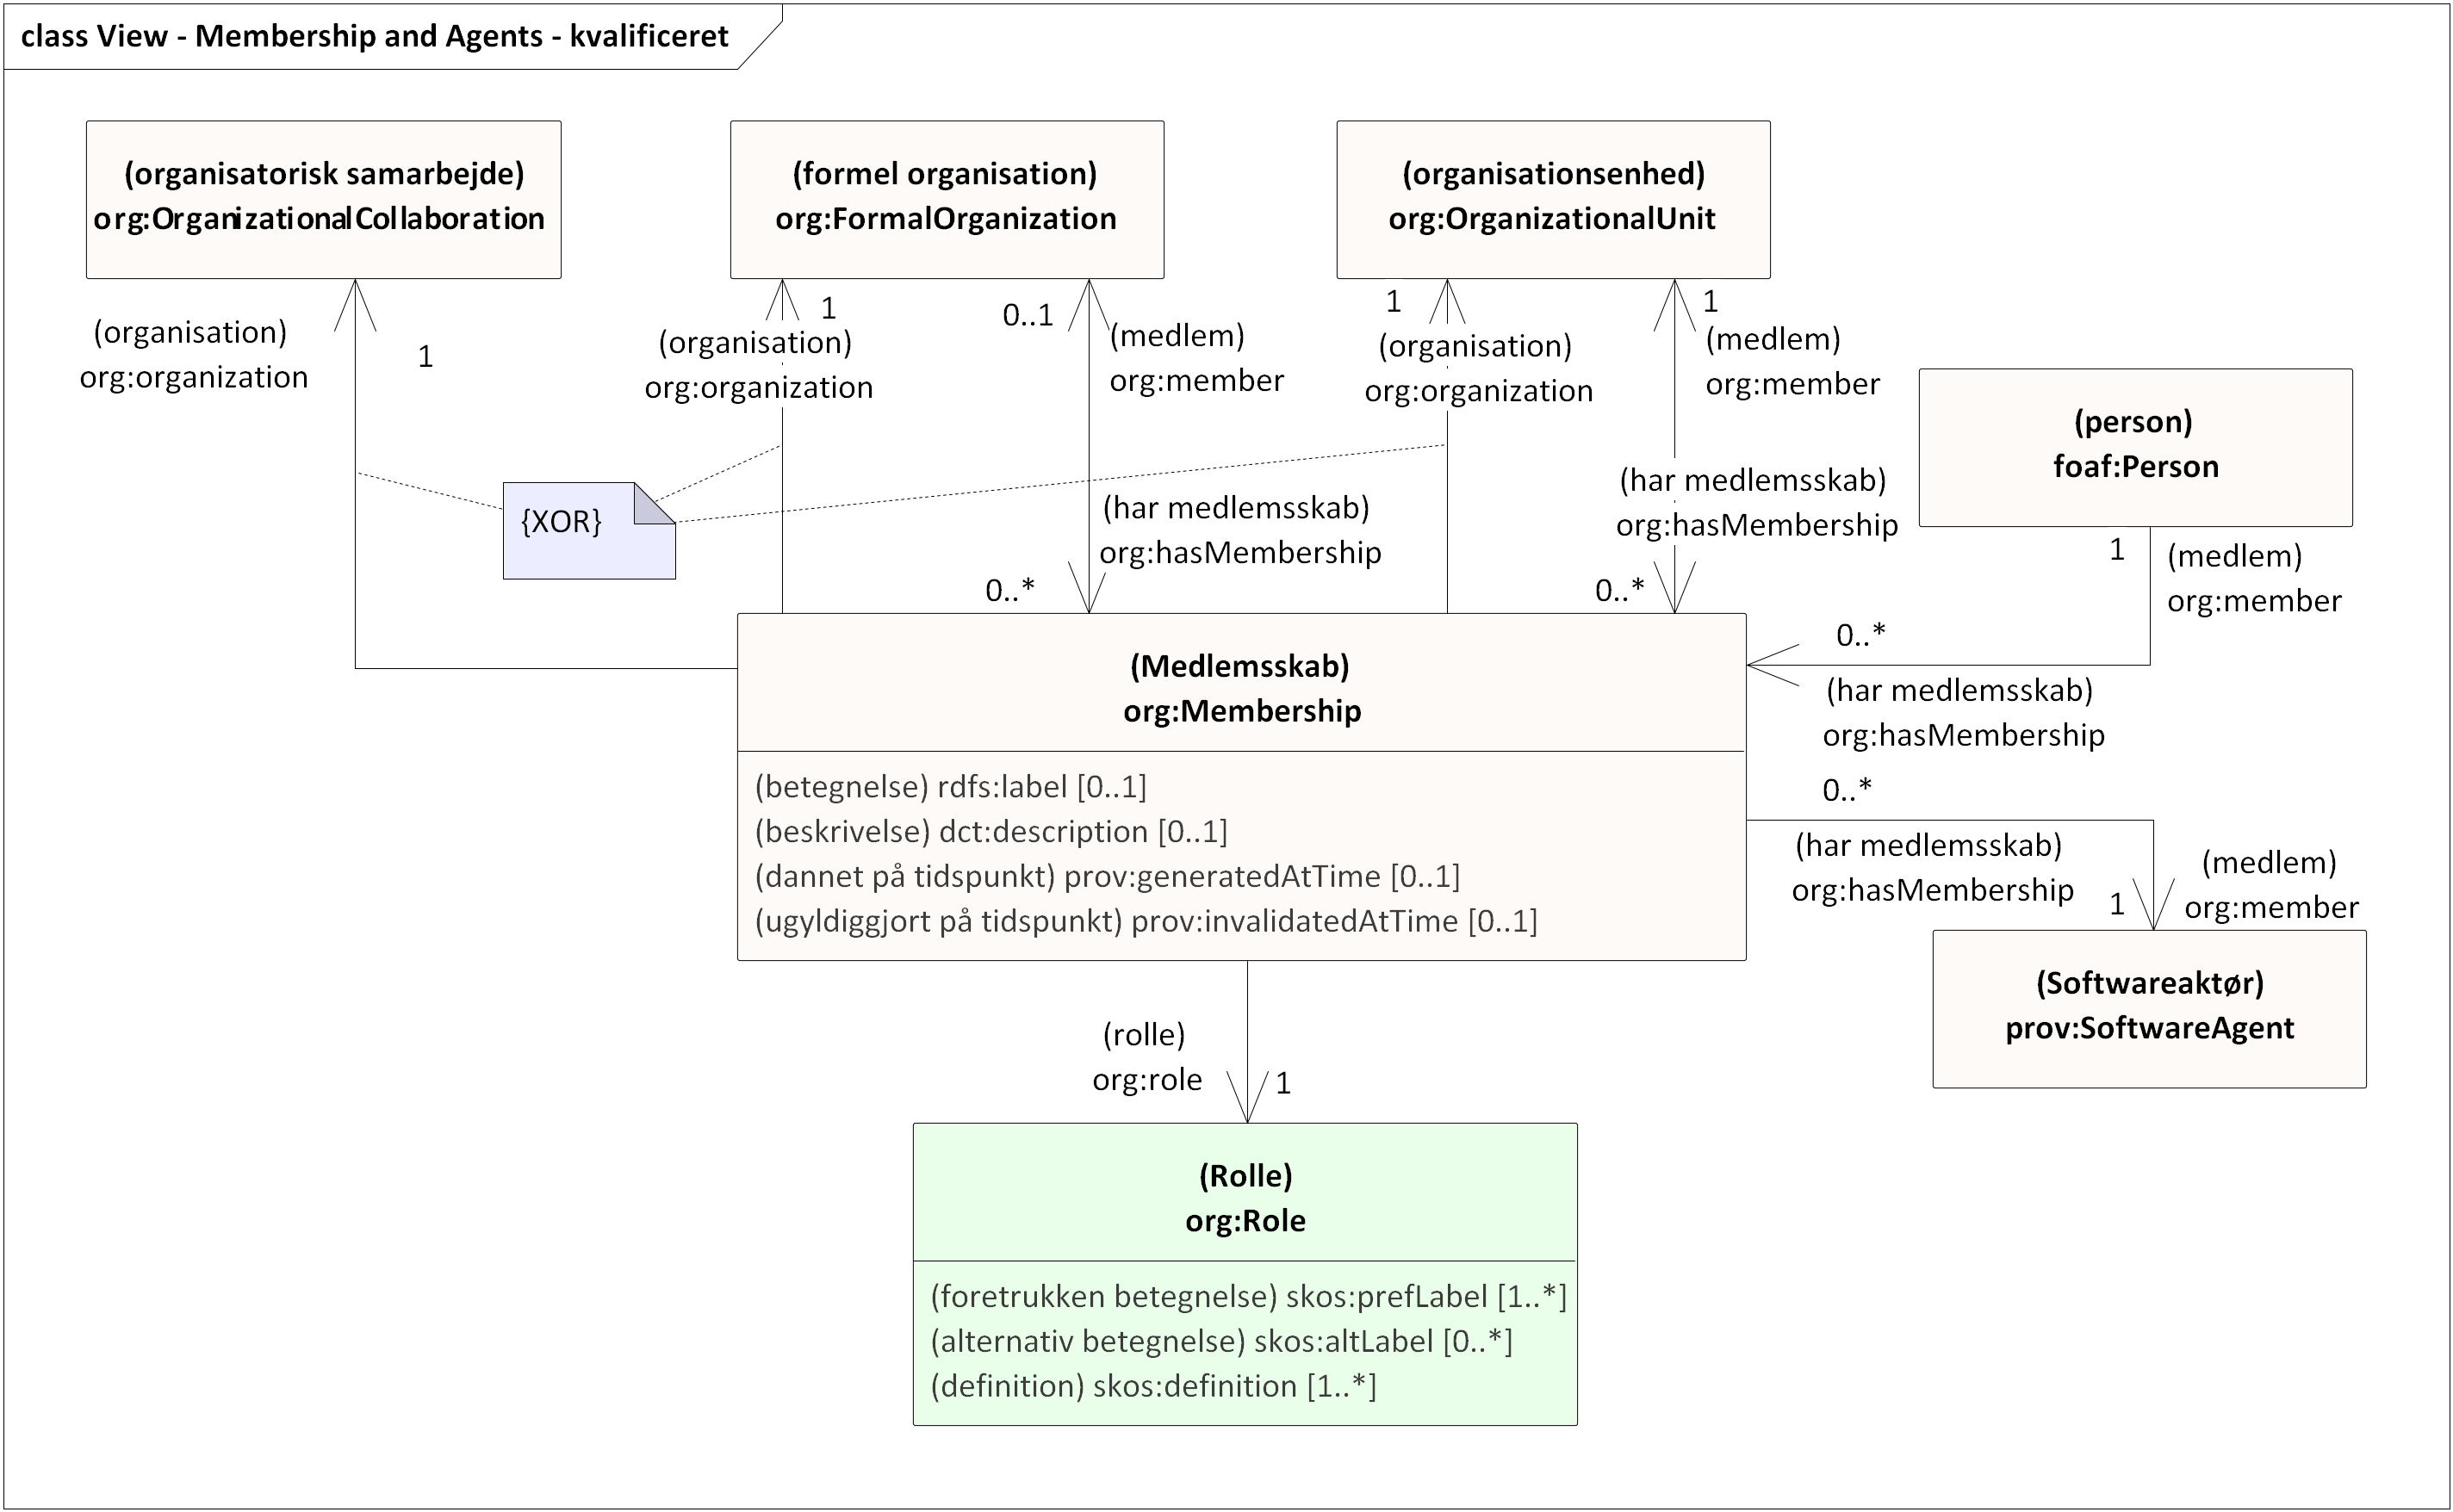 class View - Membership and Agents - kvalificeret
(organisatorisk samarbejde)
org:OrganizationalCollaboration
(formel organisation)
org:FormalOrganization
(organisationsenhed)
org:OrganizationalUnit
(organisation)
org:organization
1
1
(organisation)
org:organization
0..1
(medlem)
org:member
1
(organisation)
org:organization
1
(medlem)
org:member
(person)
foaf:Person
{XOR}
(har medlemsskab)
org:hasMembership
0..*
(har medlemsskab)
org:hasMembership
0..*
1
(medlem)
org:member
0..*
(har medlemsskab)
org:hasMembership
(Medlemsskab)
org:Membership
(betegnelse) rdfs:label [0..1]
(beskrivelse) dct:description [0..1]
(dannet på tidspunkt) prov:generatedAtTime [0..1]
(ugyldiggjort på tidspunkt) prov:invalidatedAtTime [0..1]
0..*
(har medlemsskab)
org:hasMembership
1
(medlem)
org:member
(Softwareaktør)
prov:SoftwareAgent
(rolle)
org:role
1
(Rolle)
org:Role
(foretrukken betegnelse) skos:prefLabel [1..*]
(alternativ betegnelse) skos:altLabel [0..*]
(definition) skos:definition [1..*]